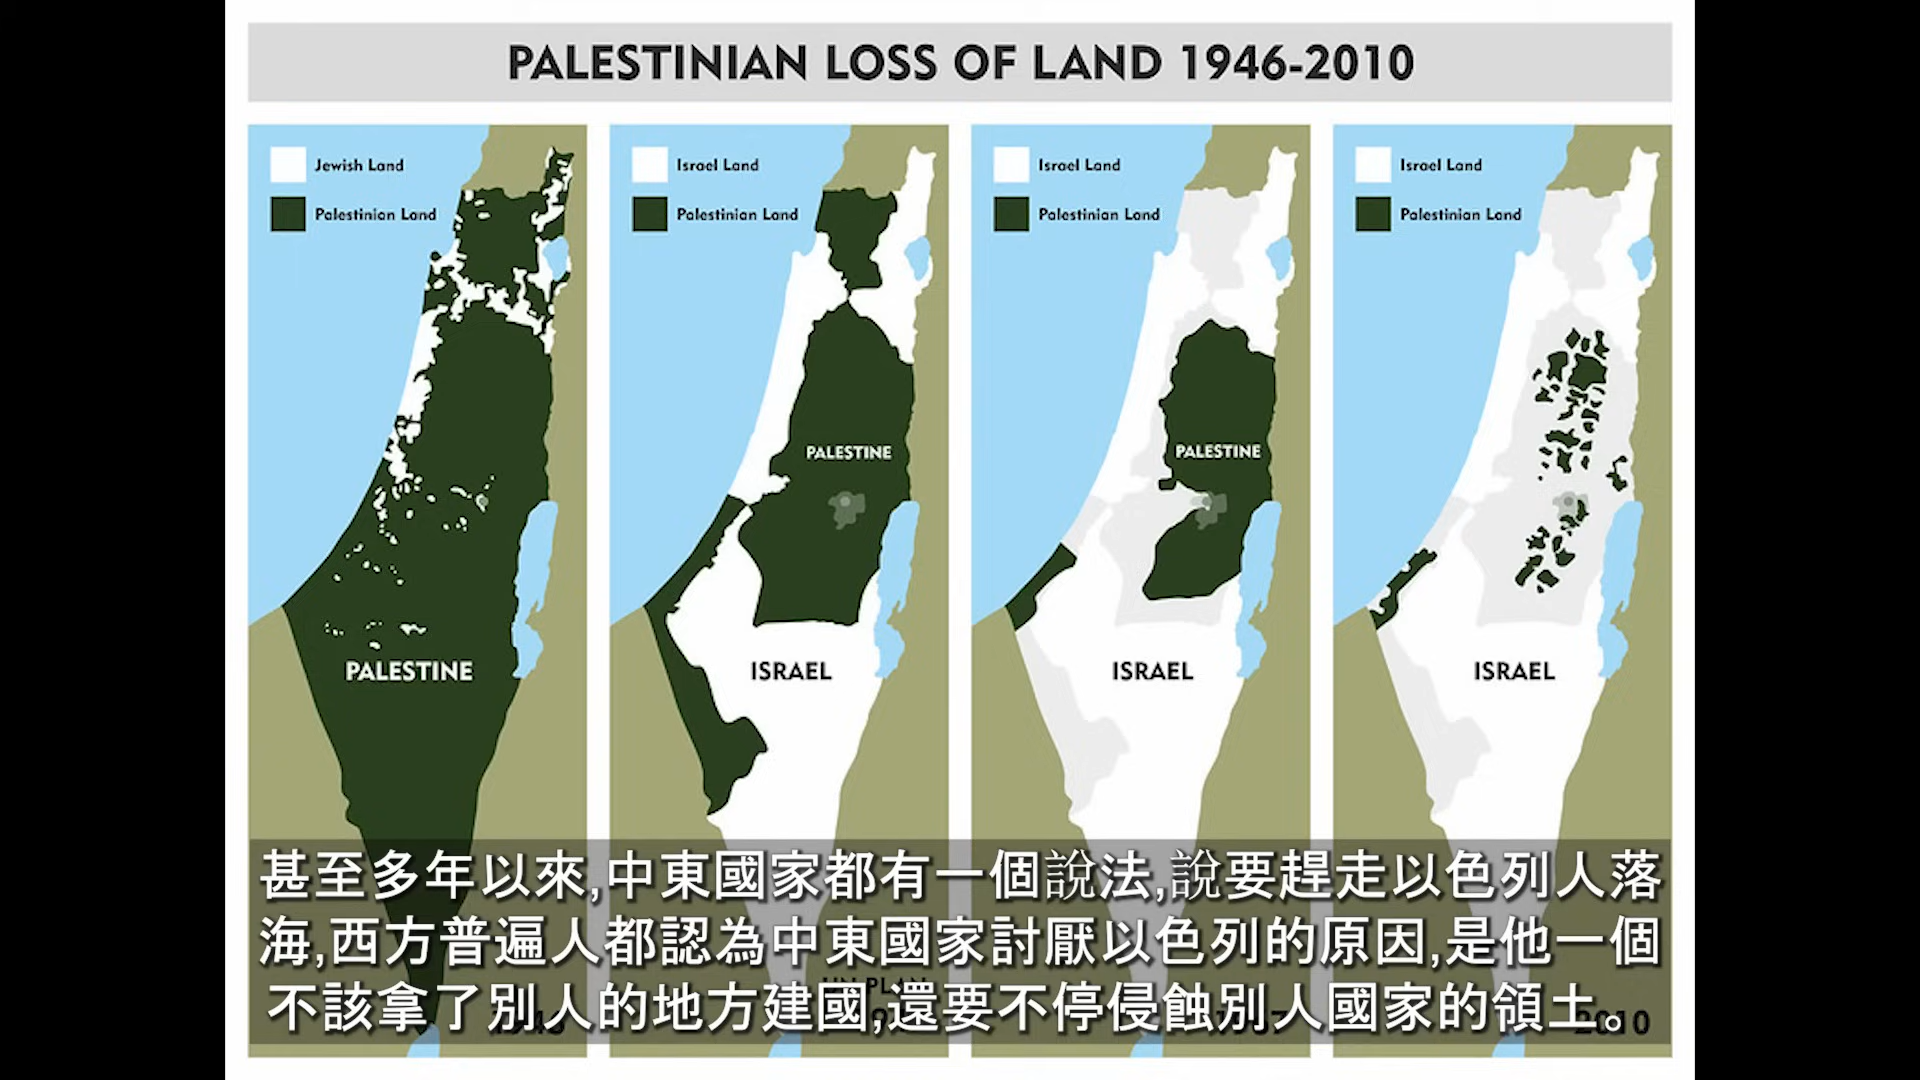 PALESTINIAN LOSS OF LAND 1946-2010
Jewish Land
Palestinian Land
PALESTINE
Israel Land
Palestinian Land
PALESTINE
ISRAEL
Israel Land
Palestinian Land
PALESTINE
ISRAEL
Israel Land
Palestinian Land
ISRAEL
UN PLAN
2010
甚至多年以來,中東國家都有一個說法,說要趕走以色列人落
海,西方普遍人都認為中東國家討厭以色列的原因,是他一個
不該拿了別人的地方建國,還要不停侵蝕別人國家的領土。